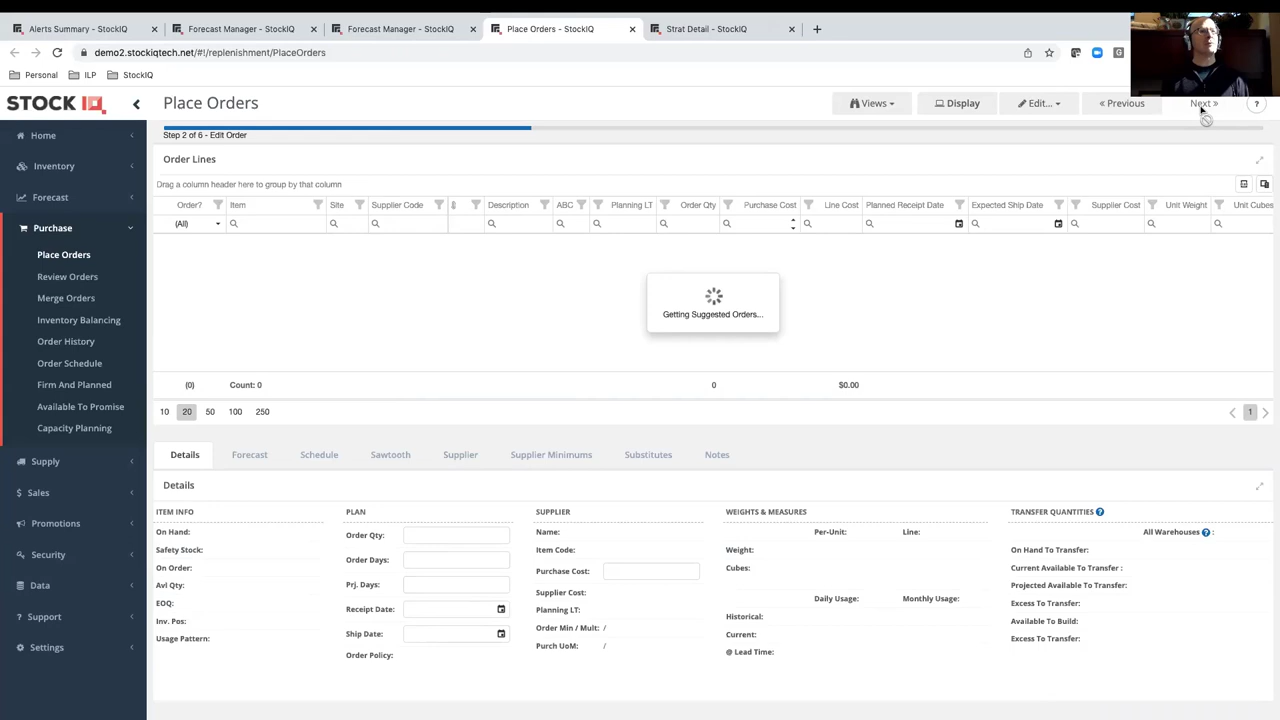 Alerts Summary - StockIQ
Forecast Manager - StockIQ
Forecast Manager - StockIQ
Place Orders - StockIQ
Strat Detail - StockIQ
demo2.stockiqtech.net/#!/replenishment/PlaceOrders
Personal
ILP
StockIQ
STOCK IQ
Place Orders
Views
Display
Edit...
« Previous
Next »
?
Home
Inventory
Forecast
Purchase
Place Orders
Review Orders
Merge Orders
Inventory Balancing
Order History
Order Schedule
Firm And Planned
Available To Promise
Capacity Planning
Supply
$ Sales
Promotions
Security
Data
Support
Settings
Step 2 of 6 - Edit Order
Order Lines
Drag a column header here to group by that column
Order? Item Site Supplier Code Description ABC Planning LT Order Qty Purchase Cost Line Cost Planned Receipt Date Expected Ship Date Supplier Cost Unit Weight Unit Cubes
(All)
Getting Suggested Orders...
(0) Count: 0 0 $0.00
10 20 50 100 250 1
Details Forecast Schedule Sawtooth Supplier Supplier Minimums Substitutes Notes
Details
ITEM INFO
On Hand:
Safety Stock:
On Order:
Avl Qty:
EOQ:
Inv. Pos:
Usage Pattern:
PLAN
Order Qty:
Order Days:
Prj. Days:
Receipt Date:
Ship Date:
Order Policy:
SUPPLIER
Name:
Item Code:
Purchase Cost:
Supplier Cost:
Planning LT:
Order Min / Mult: /
Purch UoM: /
WEIGHTS & MEASURES
Per-Unit: Line:
Weight:
Cubes:
Daily Usage: Monthly Usage:
Historical:
Current:
@ Lead Time:
TRANSFER QUANTITIES ?
All Warehouses ? :
On Hand To Transfer:
Current Available To Transfer :
Projected Available To Transfer:
Excess To Transfer:
Available To Build:
Excess To Transfer: